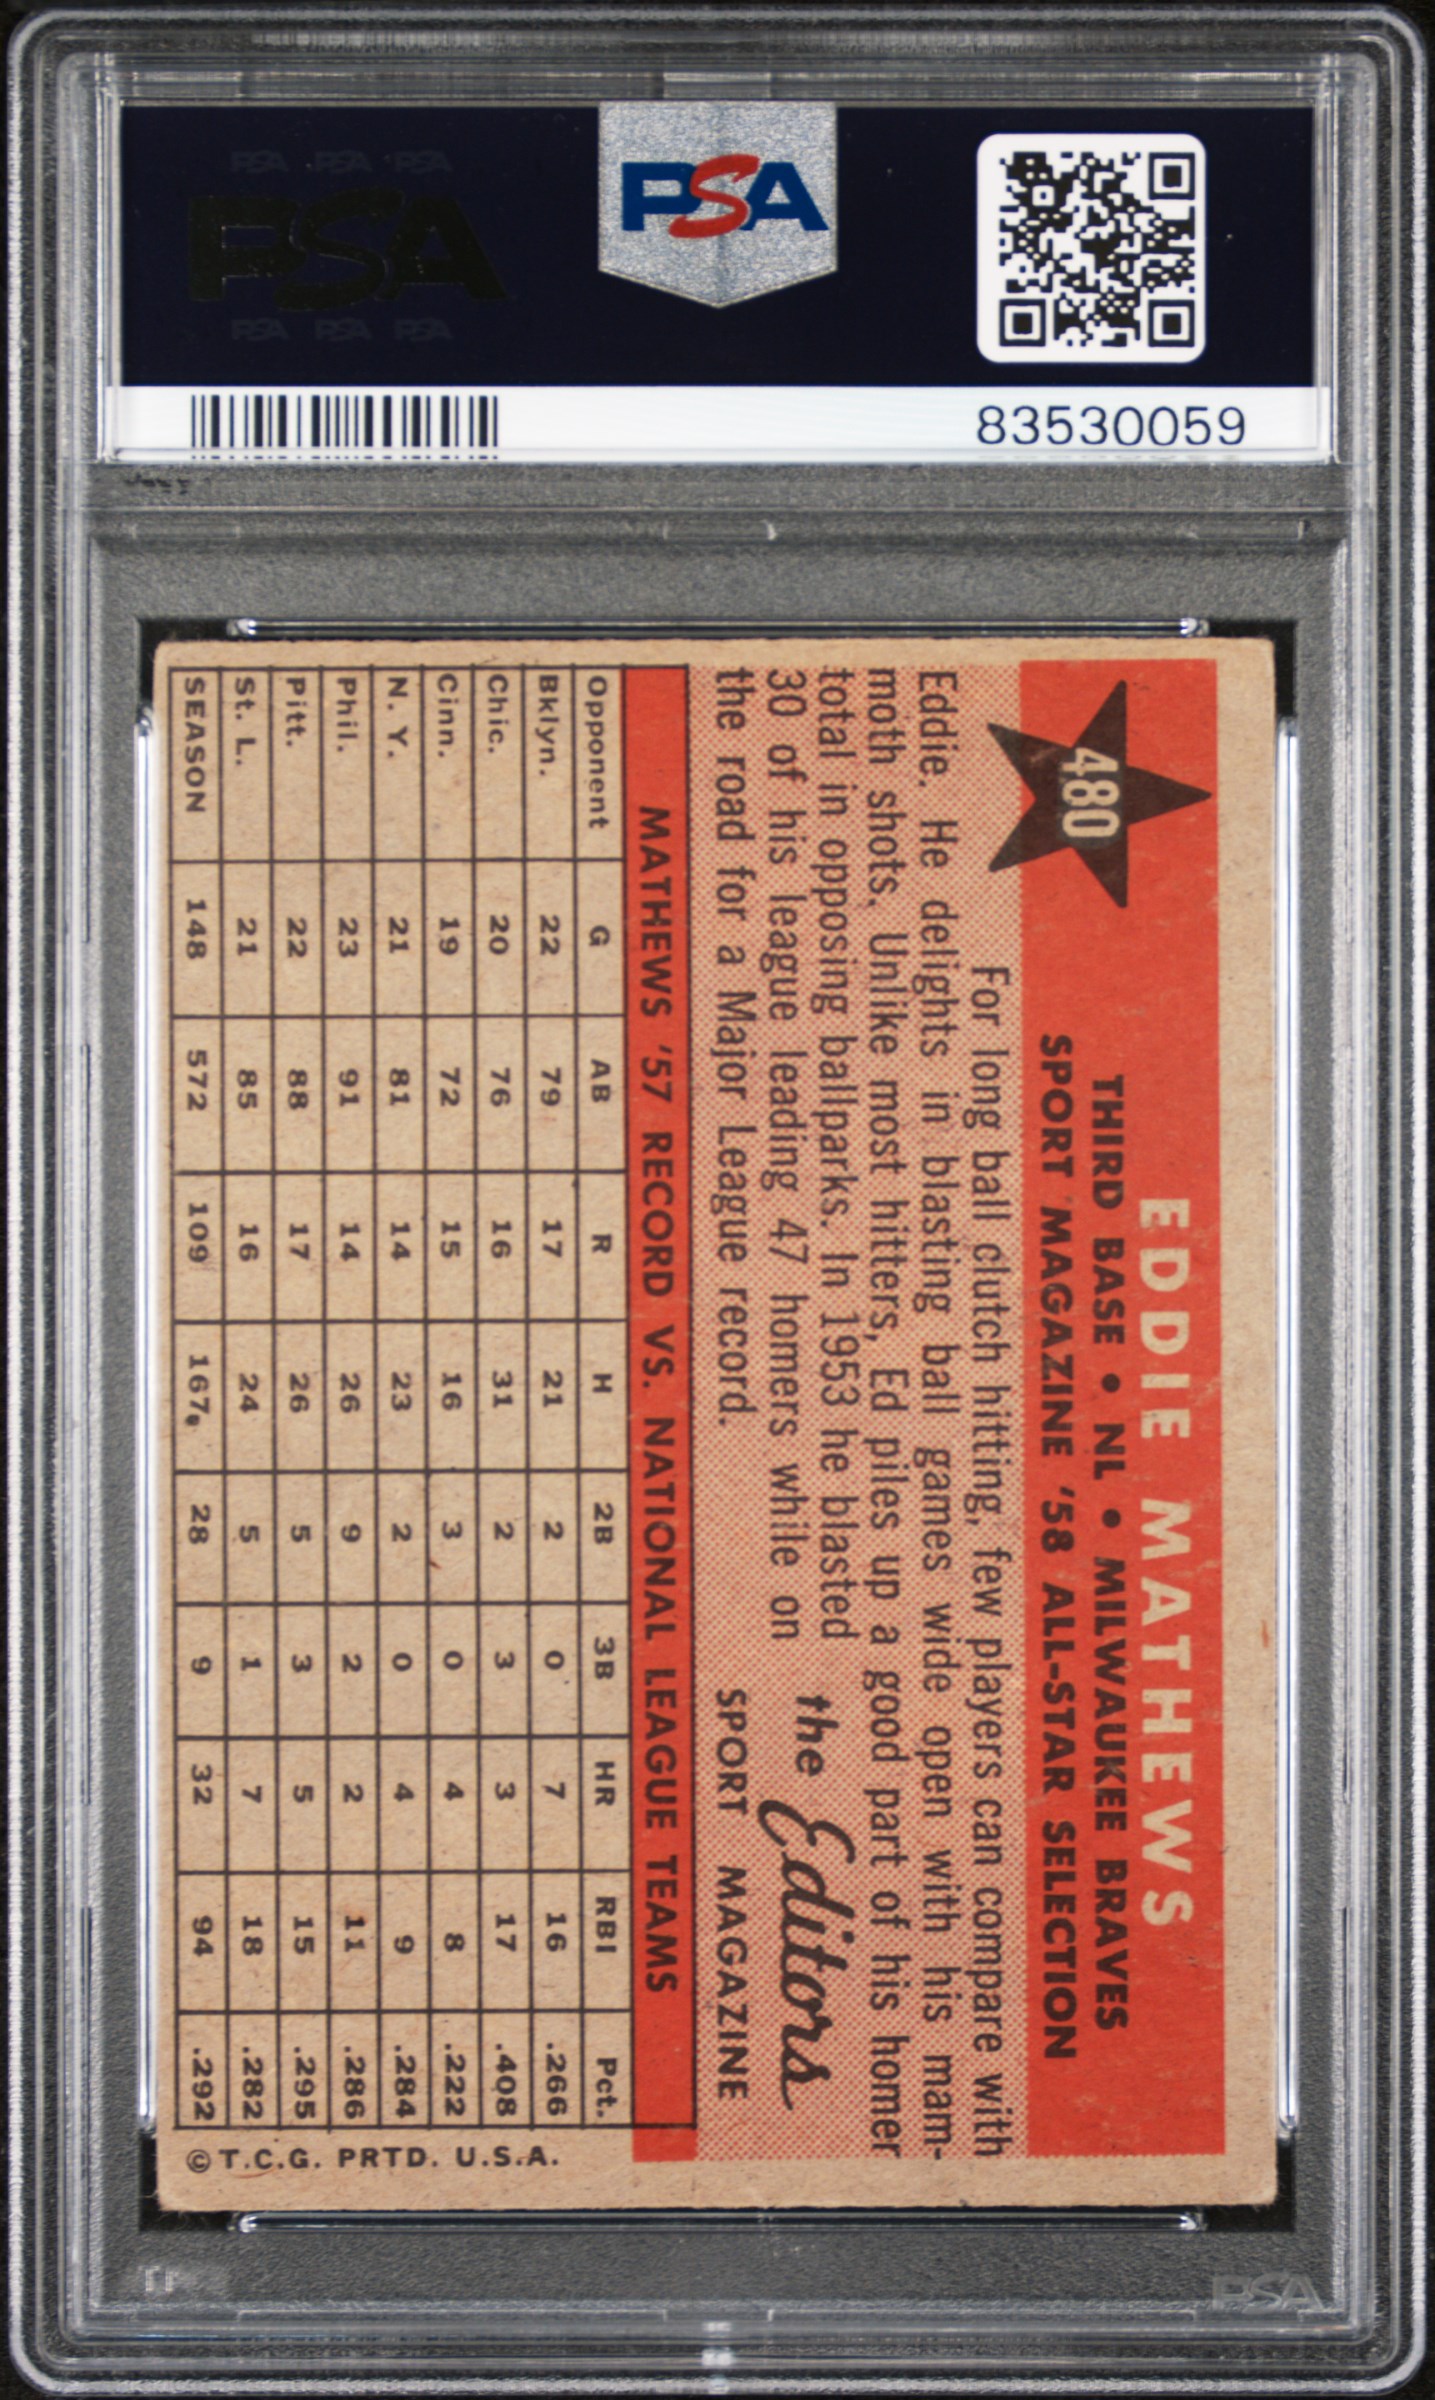 PSA PSA PSA
PSA
PSA PSA PSA
PSA
83530059
480
EDDIE MATHEWS
THIRD BASE • NL • MILWAUKEE BRAVES
SPORT MAGAZINE '58 ALL-STAR SELECTION
For long ball clutch hitting, few players can compare with
Eddie. He delights in blasting ball games wide open with his mam-
moth shots. Unlike most hitters, Ed piles up a good part of his homer
total in opposing ballparks. In 1953 he blasted
30 of his league leading 47 homers while on
the road for a Major League record.
the Editors
SPORT MAGAZINE
MATHEWS '57 RECORD VS. NATIONAL LEAGUE TEAMS
Opponent G AB R H 2B 3B HR RBI Pct.
Bklyn. 22 79 17 21 2 0 7 16 .266
Chic. 20 76 16 31 2 3 3 17 .408
Cinn. 19 72 15 16 3 0 4 8 .222
N. Y. 21 81 14 23 2 0 4 9 .284
Phil. 23 91 14 26 9 2 2 11 .286
Pitt. 22 88 17 26 5 3 5 15 .295
St. L. 21 85 16 24 5 1 7 18 .282
SEASON 148 572 109 167 28 9 32 94 .292
© T.C.G. PRTD. U.S.A.
PSA